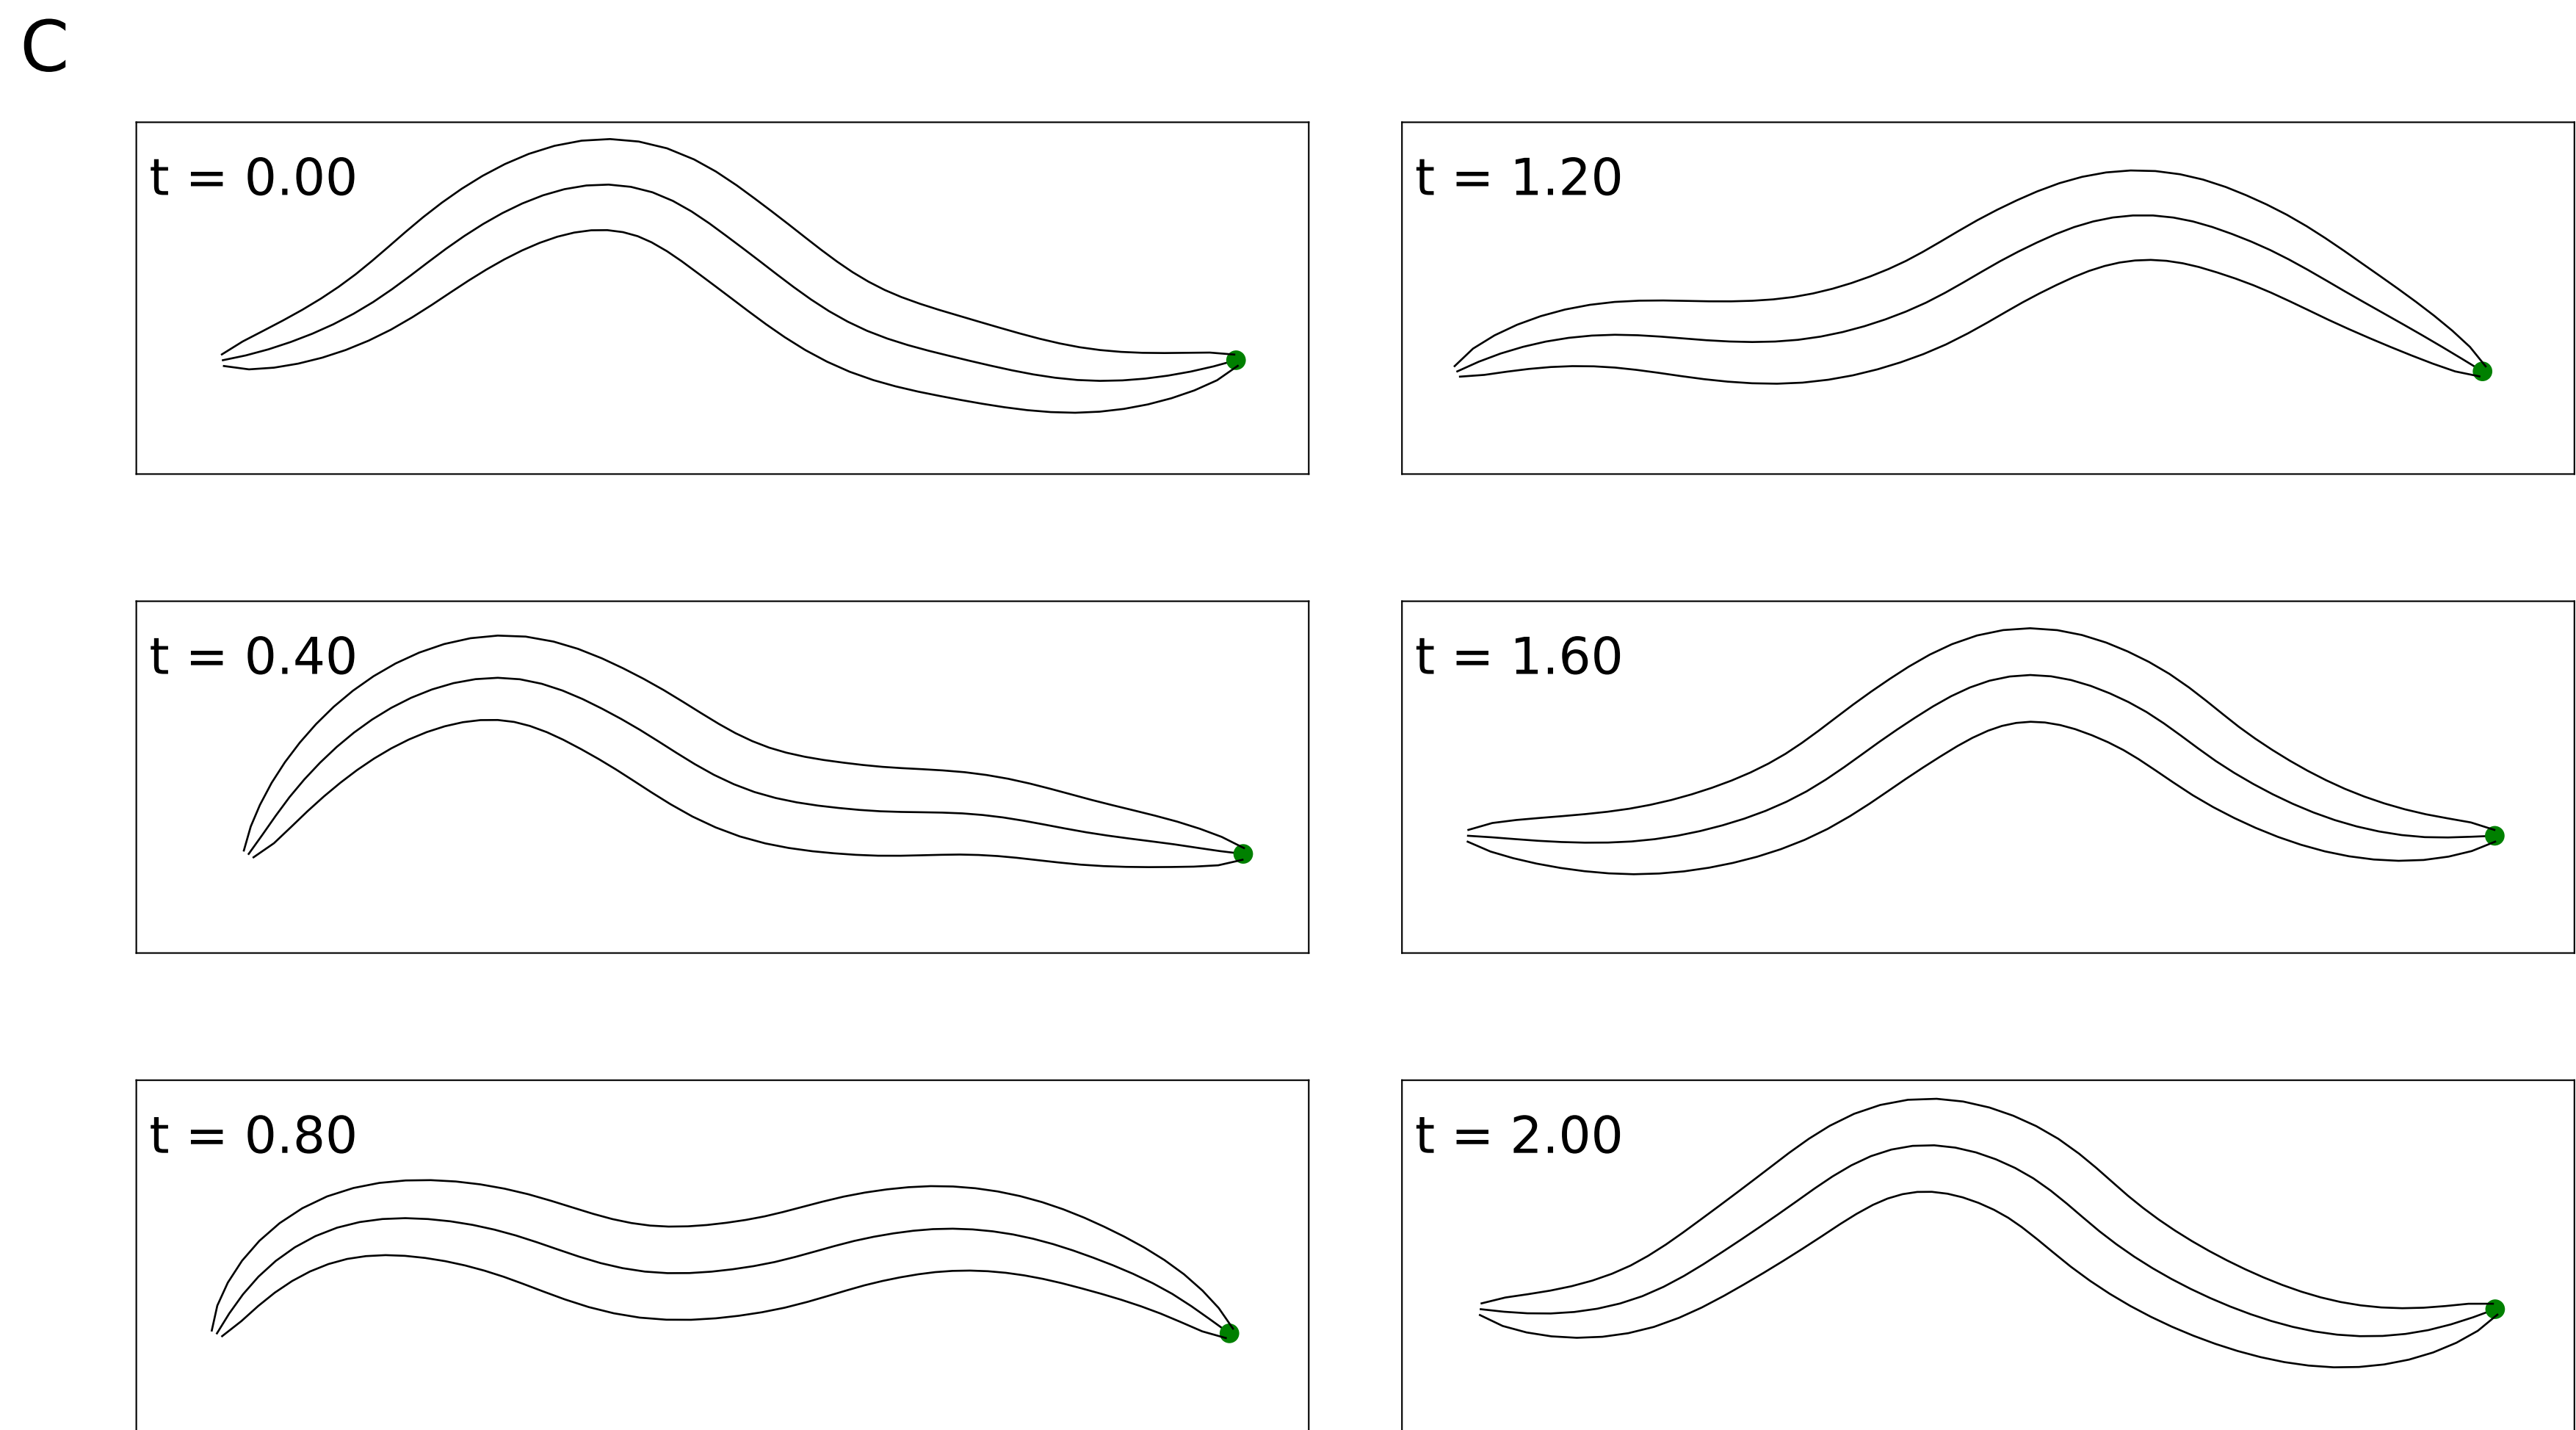 C
t = 0.00
t = 1.20
t = 0.40
t = 1.60
t = 0.80
t = 2.00